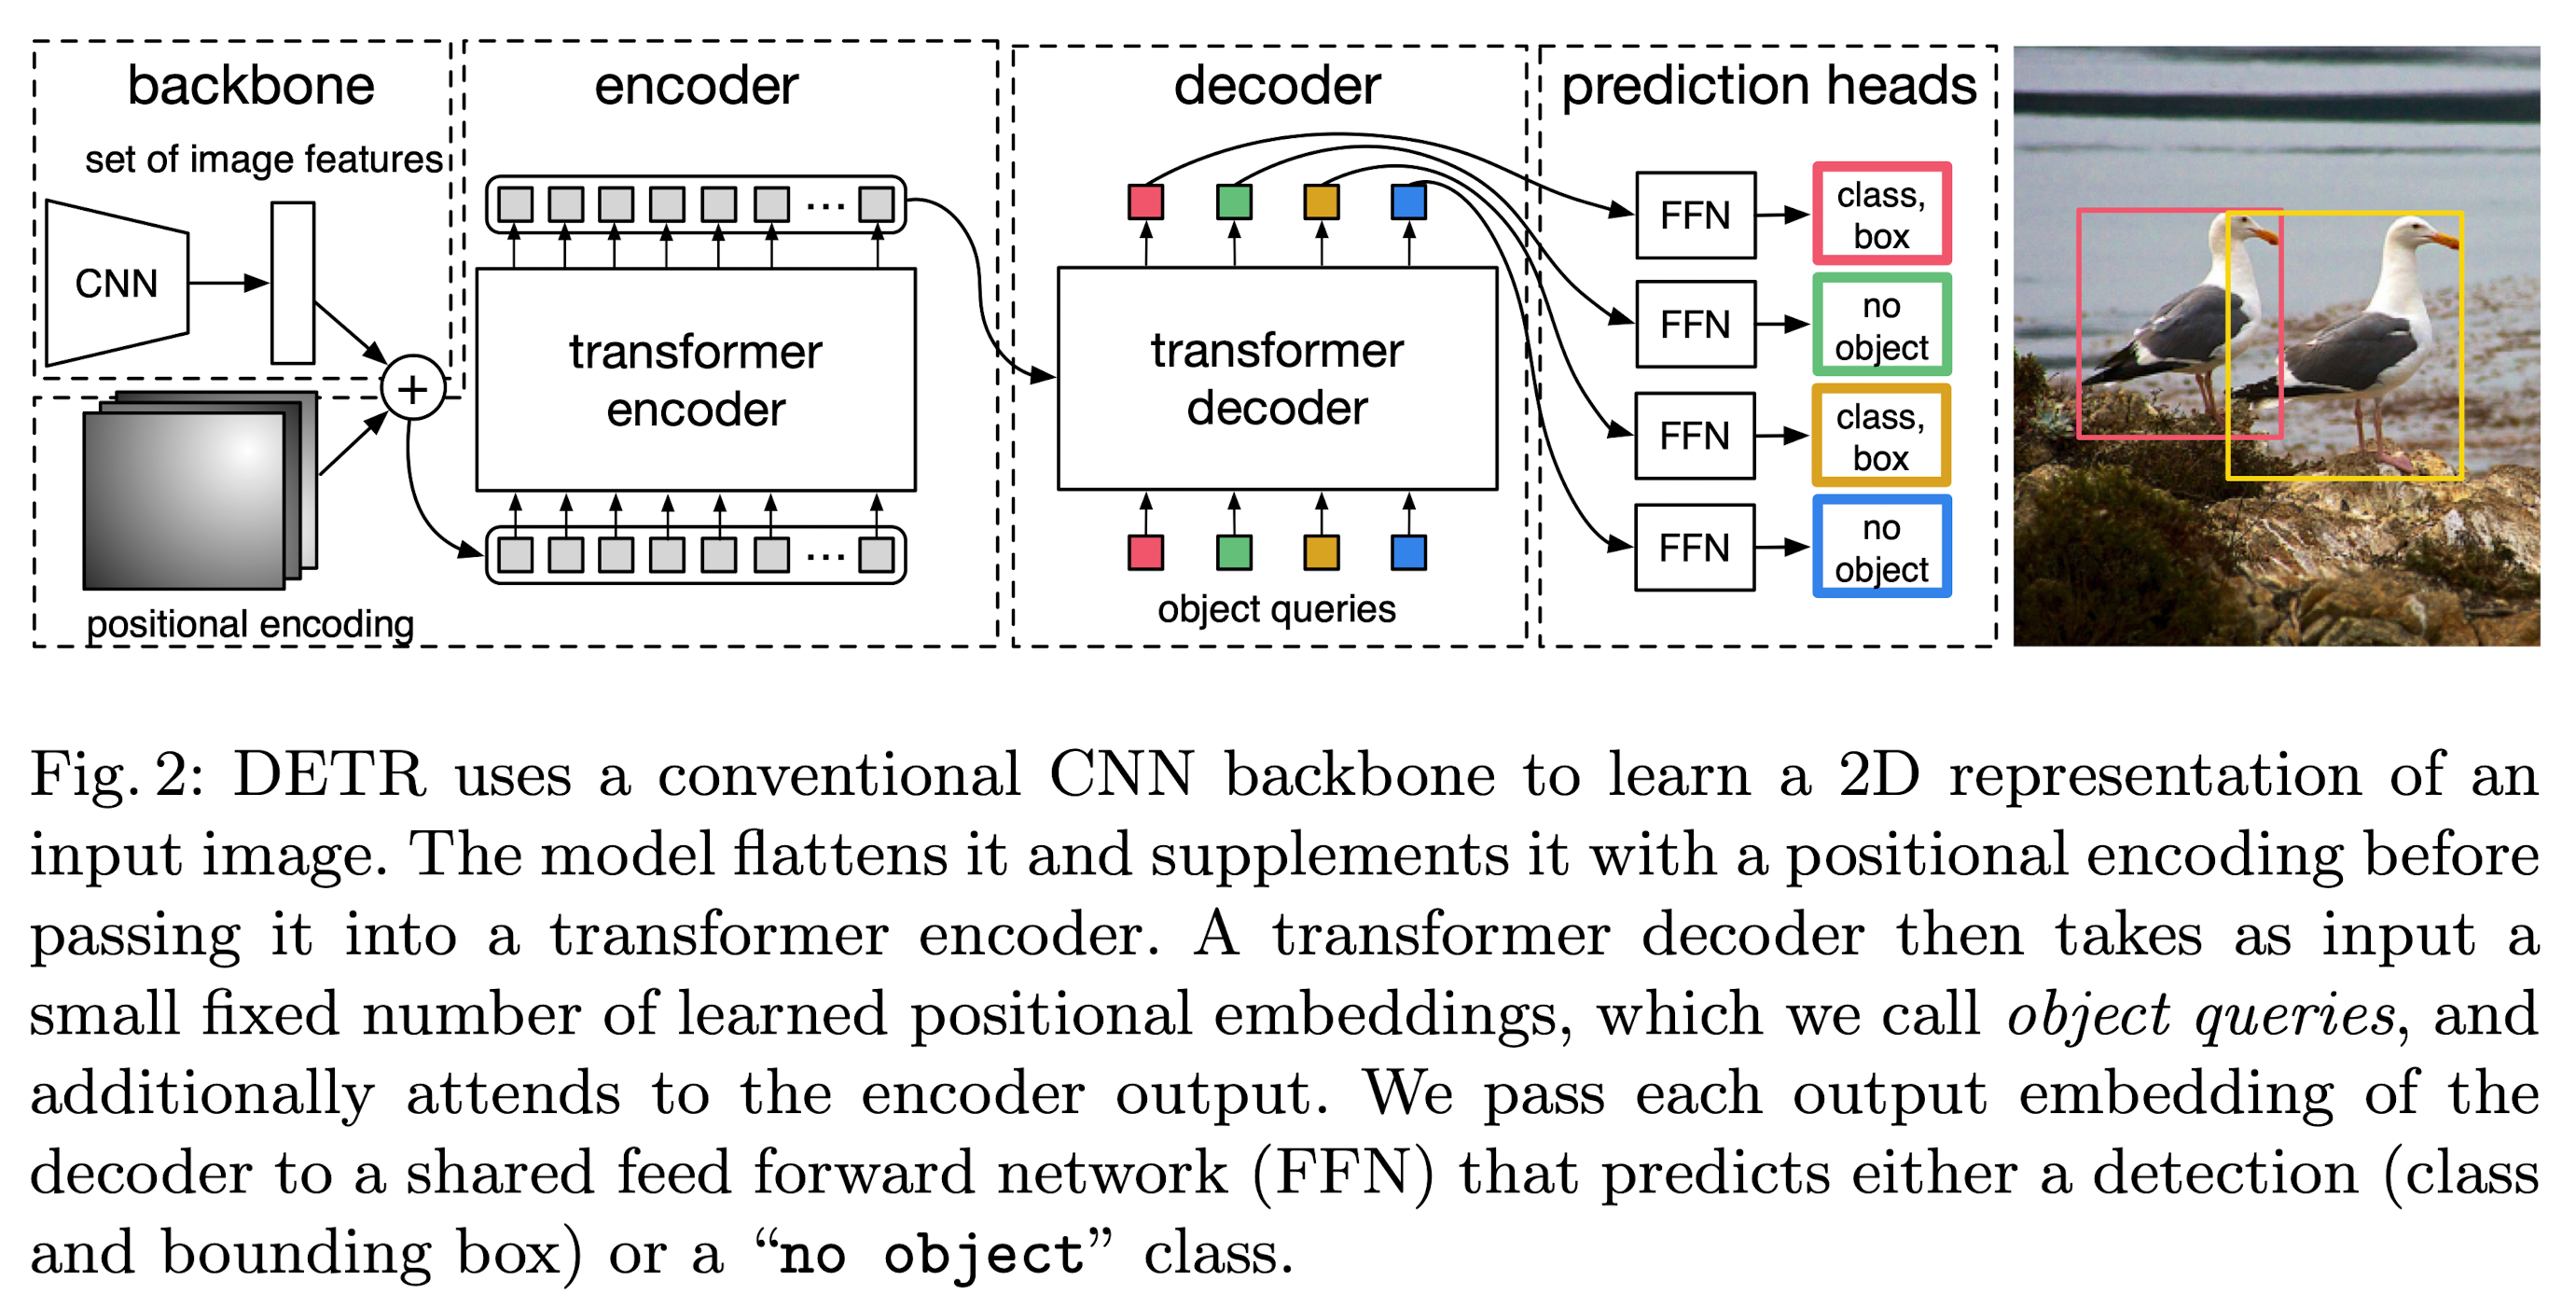 backbone
encoder
decoder
prediction heads
set of image features
CNN
+
positional encoding
...
transformer
encoder
...
transformer
decoder
object queries
FFN
class,
box
FFN
no
object
FFN
class,
box
FFN
no
object
Fig. 2: DETR uses a conventional CNN backbone to learn a 2D representation of an
input image. The model flattens it and supplements it with a positional encoding before
passing it into a transformer encoder. A transformer decoder then takes as input a
small fixed number of learned positional embeddings, which we call object queries, and
additionally attends to the encoder output. We pass each output embedding of the
decoder to a shared feed forward network (FFN) that predicts either a detection (class
and bounding box) or a “no object” class.